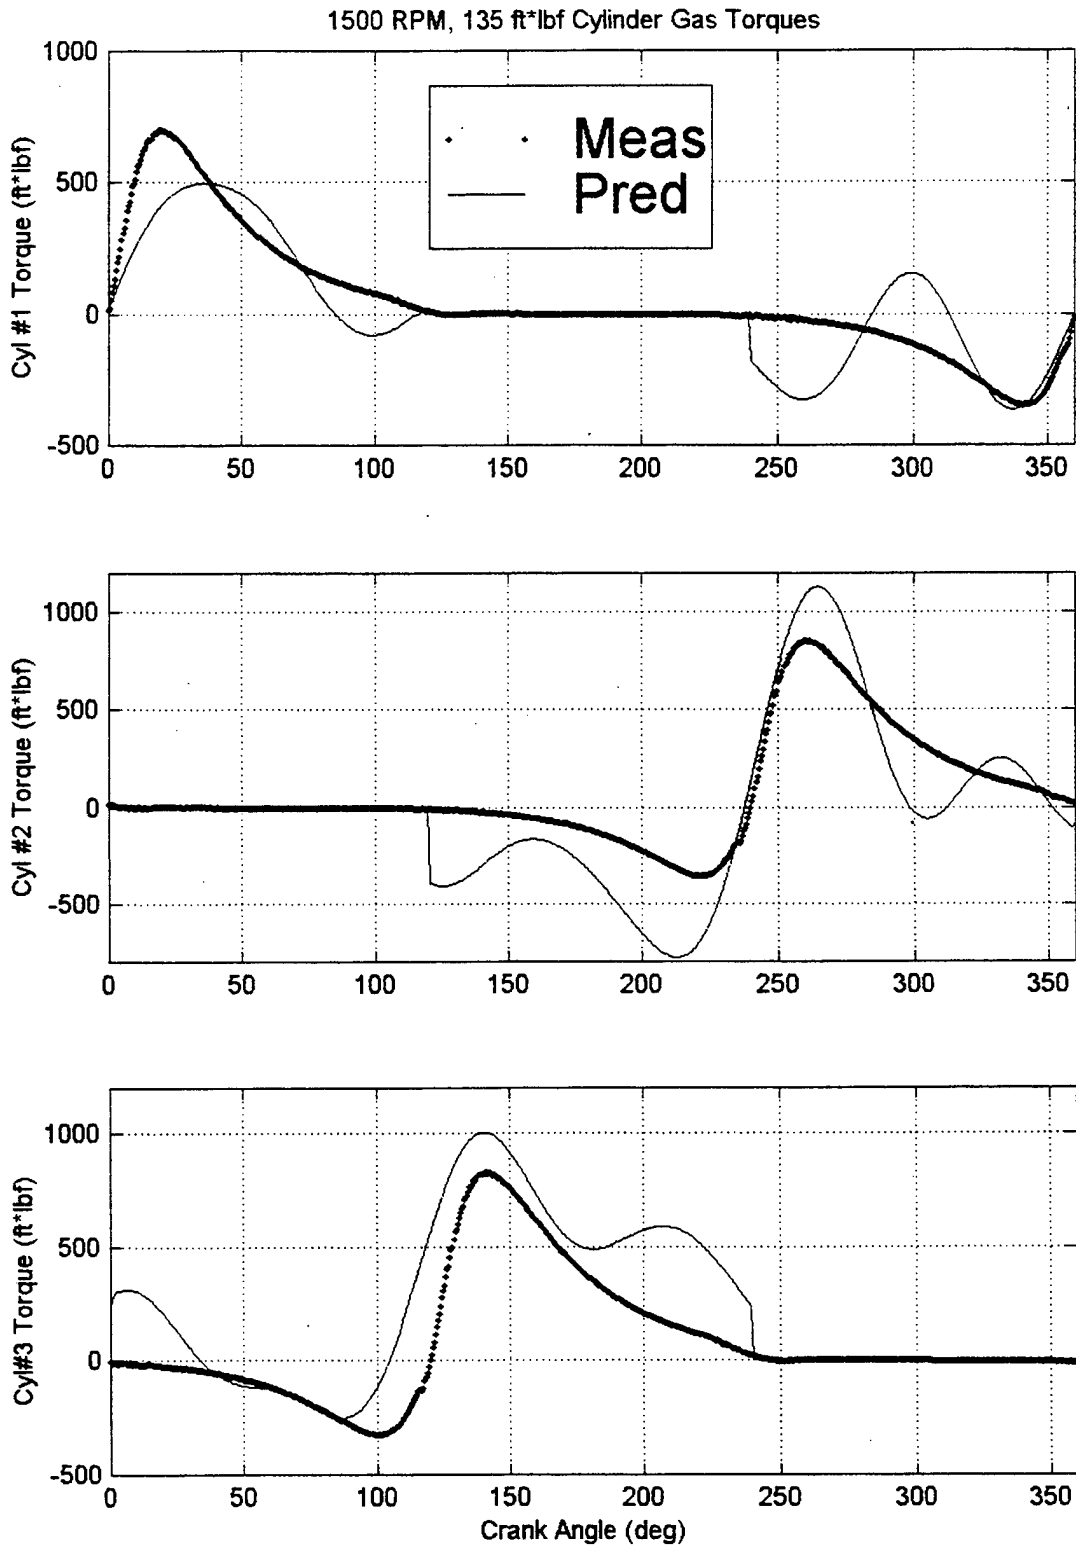 1500 RPM, 135 ft*lbf Cylinder Gas Torques
Cyl #1 Torque (ft*lbf)
1000
500
0
-500
Meas
Pred
0 50 100 150 200 250 300 350
Cyl #2 Torque (ft*lbf)
1000
500
0
-500
0 50 100 150 200 250 300 350
Cyl#3 Torque (ft*lbf)
1000
500
0
-500
0 50 100 150 200 250 300 350
Crank Angle (deg)